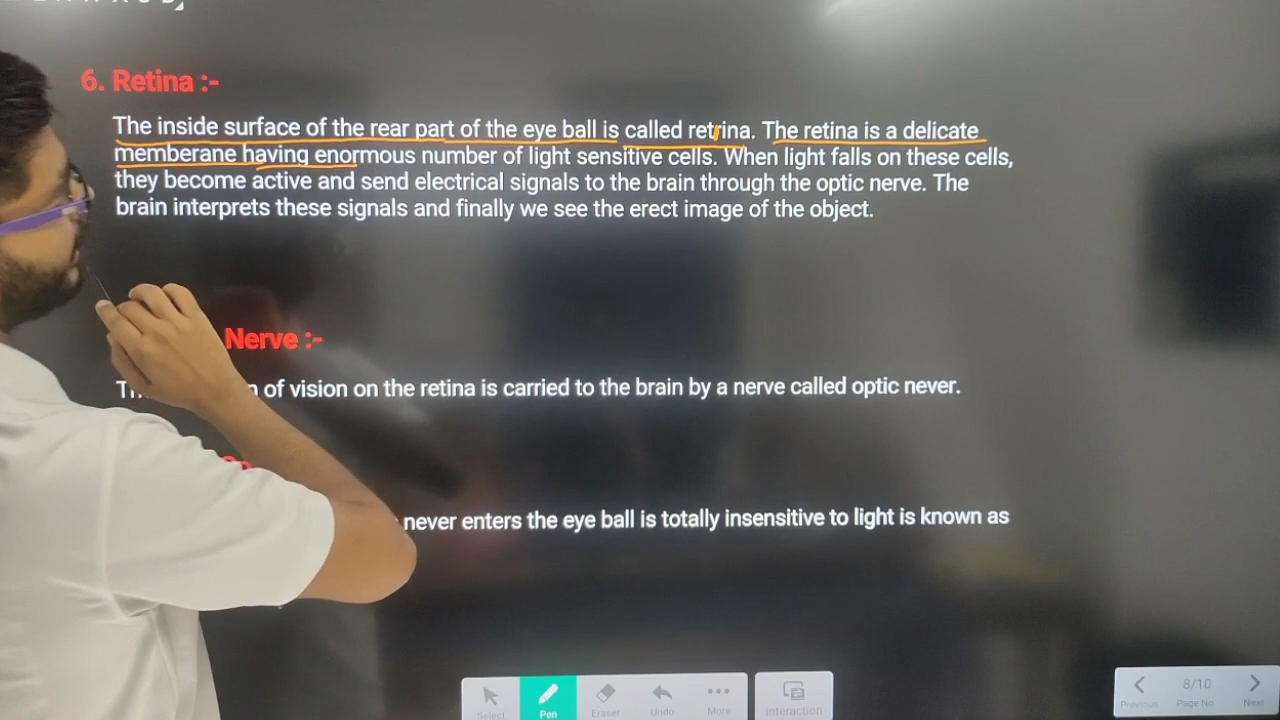 6. Retina :-
The inside surface of the rear part of the eye ball is called retrina. The retina is a delicate
memberane having enormous number of light sensitive cells. When light falls on these cells,
they become active and send electrical signals to the brain through the optic nerve. The
brain interprets these signals and finally we see the erect image of the object.
Nerve :-
of vision on the retina is carried to the brain by a nerve called optic never.
never enters the eye ball is totally insensitive to light is known as
Select Pen Eraser Undo More Interaction
Previous 8/10 Page No Next